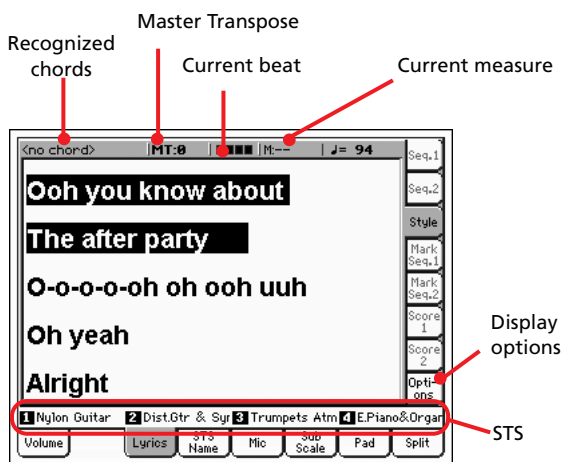 Master Transpose
Recognized chords
Current beat
Current measure
<no chord> MT:0 M:-- ♩= 94
Seq.1
Seq.2
Style
Mark Seq.1
Mark Seq.2
Score 1
Score 2
Opti-ons
Ooh you know about
The after party
O-o-o-o-oh oh ooh uuh
Oh yeah
Alright
Display options
1 Nylon Guitar 2 Dist.Gtr & Syr 3 Trumpets Atm 4 E.Piano&Organ
STS
Volume Lyrics STS Name Mic Sub Scale Pad Split